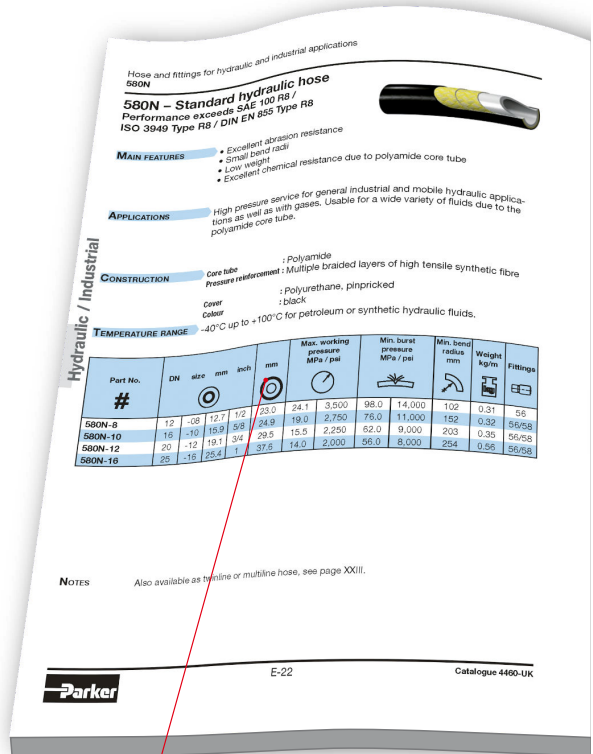 Hose and fittings for hydraulic and industrial applications
580N
580N – Standard hydraulic hose
Performance exceeds SAE 100 R8 /
ISO 3949 Type R8 / DIN EN 855 Type R8
MAIN FEATURES
• Excellent abrasion resistance
• Small bend radii
• Low weight
• Excellent chemical resistance due to polyamide core tube
APPLICATIONS
High pressure service for general industrial and mobile hydraulic applica-
tions as well as with gases. Usable for a wide variety of fluids due to the
polyamide core tube.
Hydraulic / Industrial
CONSTRUCTION
Core tube : Polyamide
Pressure reinforcement : Multiple braided layers of high tensile synthetic fibre
Cover : Polyurethane, pinpricked
Colour : black
TEMPERATURE RANGE -40°C up to +100°C for petroleum or synthetic hydraulic fluids.
Part No. DN size mm inch mm Max. working pressure MPa / psi Min. burst pressure MPa / psi Min. bend radius mm Weight kg/m Fittings
#
kg
580N-8 12 -08 12.7 1/2 23.0 24.1 3,500 98.0 14,000 102 0.31 56
580N-10 16 -10 15.9 5/8 24.9 19.0 2,750 76.0 11,000 152 0.32 56/58
580N-12 20 -12 19.1 3/4 29.5 15.5 2,250 62.0 9,000 203 0.35 56/58
580N-16 25 -16 25.4 1 37.6 14.0 2,000 56.0 8,000 254 0.56 56/58
NOTES Also available as twinline or multiline hose, see page XXIII.
E-22
Catalogue 4460-UK
Parker